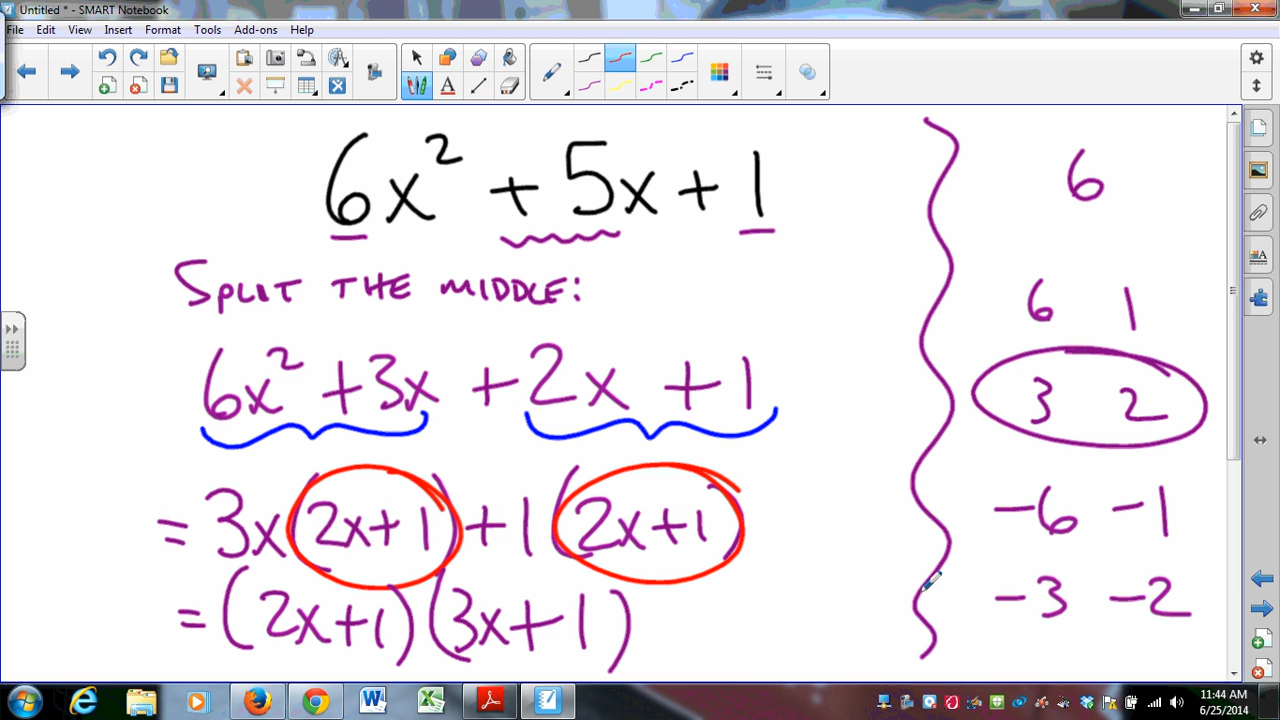 Untitled * - SMART Notebook
File Edit View Insert Format Tools Add-ons Help
6x² + 5x + 1
SPLIT THE MIDDLE:
6x² + 3x + 2x + 1
= 3x(2x+1) + 1(2x+1)
= (2x+1)(3x+1)
6
6 1
3 2
-6 -1
-3 -2
11:44 AM
6/25/2014